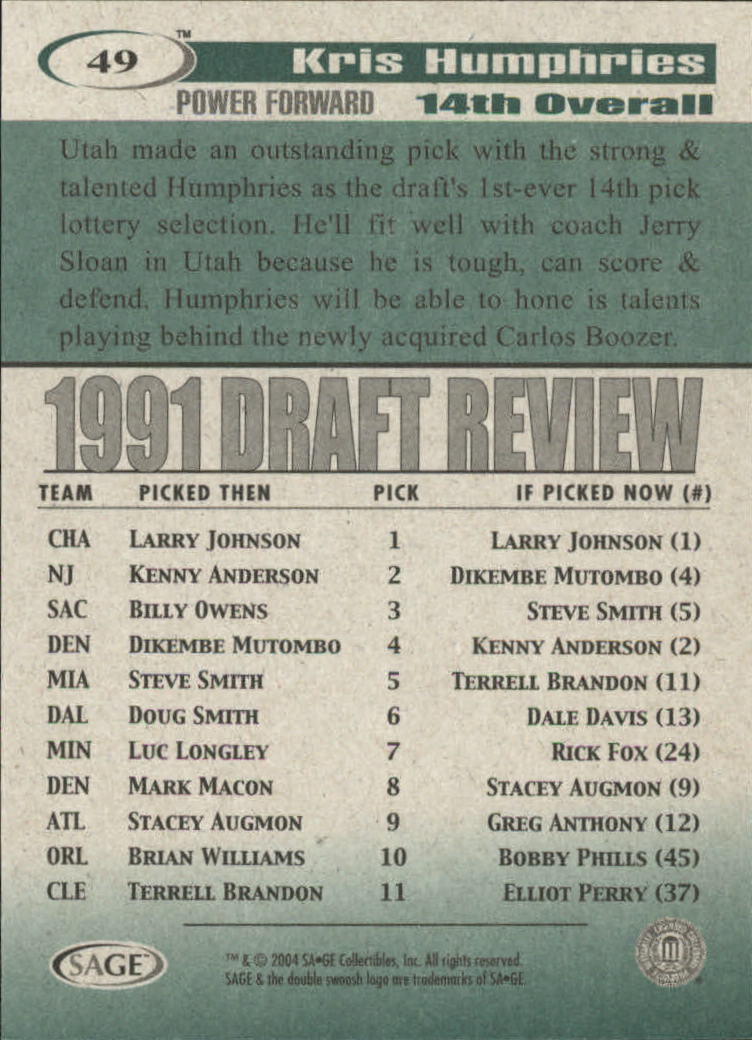 49 ™ Kris Humphries
POWER FORWARD 14th Overall
Utah made an outstanding pick with the strong &
talented Humphries as the draft's 1st-ever 14th pick
lottery selection. He'll fit well with coach Jerry
Sloan in Utah because he is tough, can score &
defend. Humphries will be able to hone is talents
playing behind the newly acquired Carlos Boozer.
1991 DRAFT REVIEW
TEAM PICKED THEN PICK IF PICKED NOW (#)
CHA LARRY JOHNSON 1 LARRY JOHNSON (1)
NJ KENNY ANDERSON 2 DIKEMBE MUTOMBO (4)
SAC BILLY OWENS 3 STEVE SMITH (5)
DEN DIKEMBE MUTOMBO 4 KENNY ANDERSON (2)
MIA STEVE SMITH 5 TERRELL BRANDON (11)
DAL DOUG SMITH 6 DALE DAVIS (13)
MIN LUC LONGLEY 7 RICK FOX (24)
DEN MARK MACON 8 STACEY AUGMON (9)
ATL STACEY AUGMON 9 GREG ANTHONY (12)
ORL BRIAN WILLIAMS 10 BOBBY PHILLS (45)
CLE TERRELL BRANDON 11 ELLIOT PERRY (37)
SAGE™
™ & © 2004 SA•GE Collectibles, Inc. All rights reserved.
SAGE & the double swoosh logo are trademarks of SA•GE.